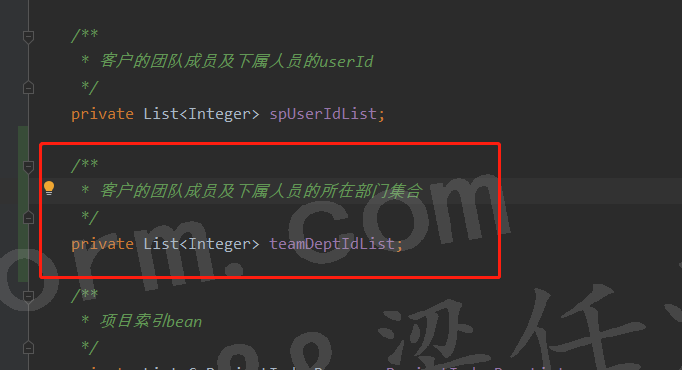 /**
* 客户的团队成员及下属人员的userId
*/
private List<Integer> spUserIdList;
/**
* 客户的团队成员及下属人员的所在部门集合
*/
private List<Integer> teamDeptIdList;
/**
* 项目索引bean
*/
orm.com
梁任